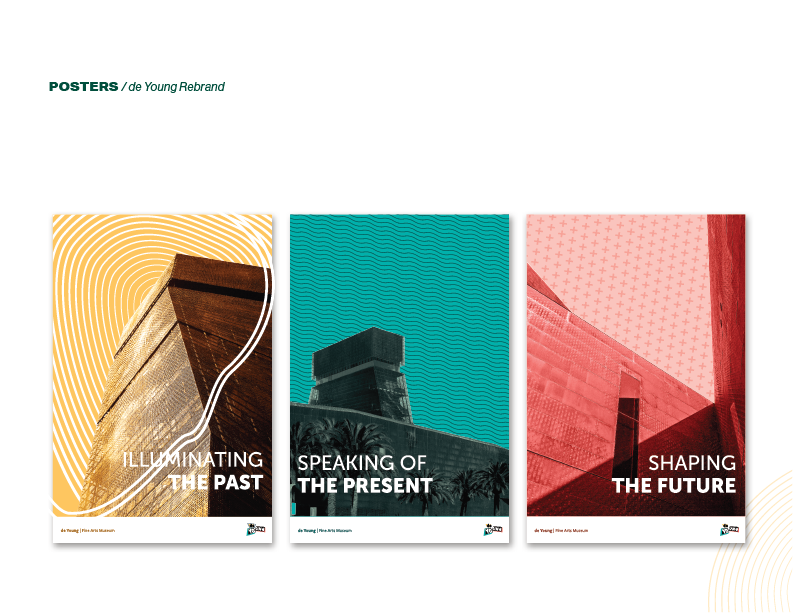 POSTERS / de Young Rebrand
ILLUMINATING
THE PAST
de Young | Fine Arts Museum
SPEAKING OF
THE PRESENT
de Young | Fine Arts Museum
SHAPING
THE FUTURE
de Young | Fine Arts Museum